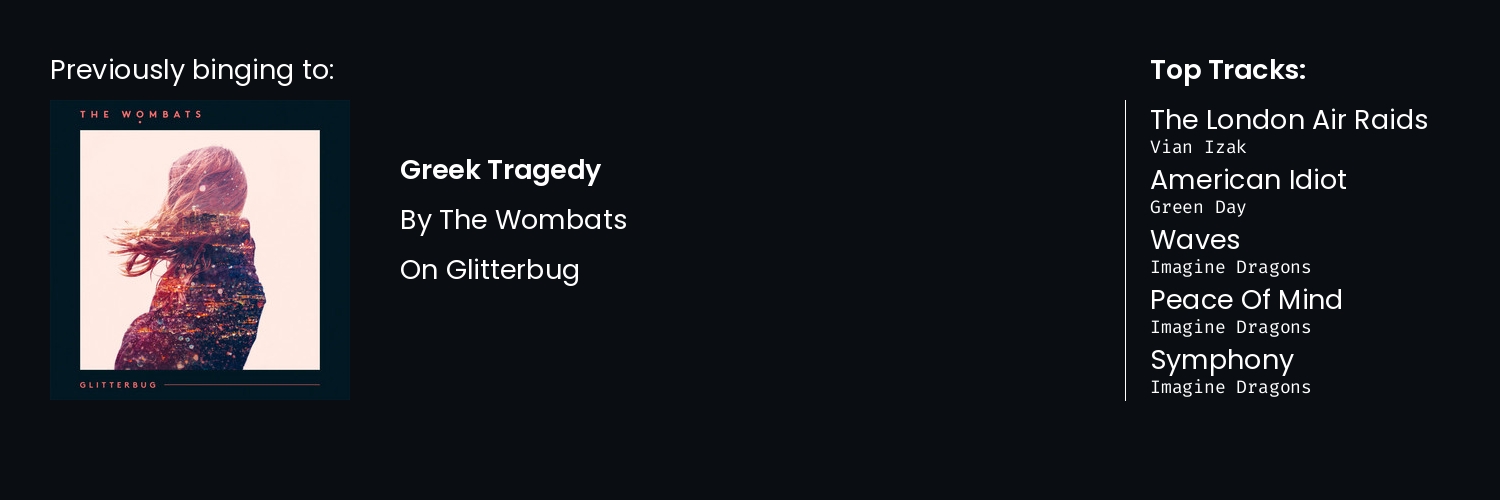 Previously binging to:
THE WOMBATS
GLITTERBUG
Greek Tragedy
By The Wombats
On Glitterbug
Top Tracks:
The London Air Raids
Vian Izak
American Idiot
Green Day
Waves
Imagine Dragons
Peace Of Mind
Imagine Dragons
Symphony
Imagine Dragons